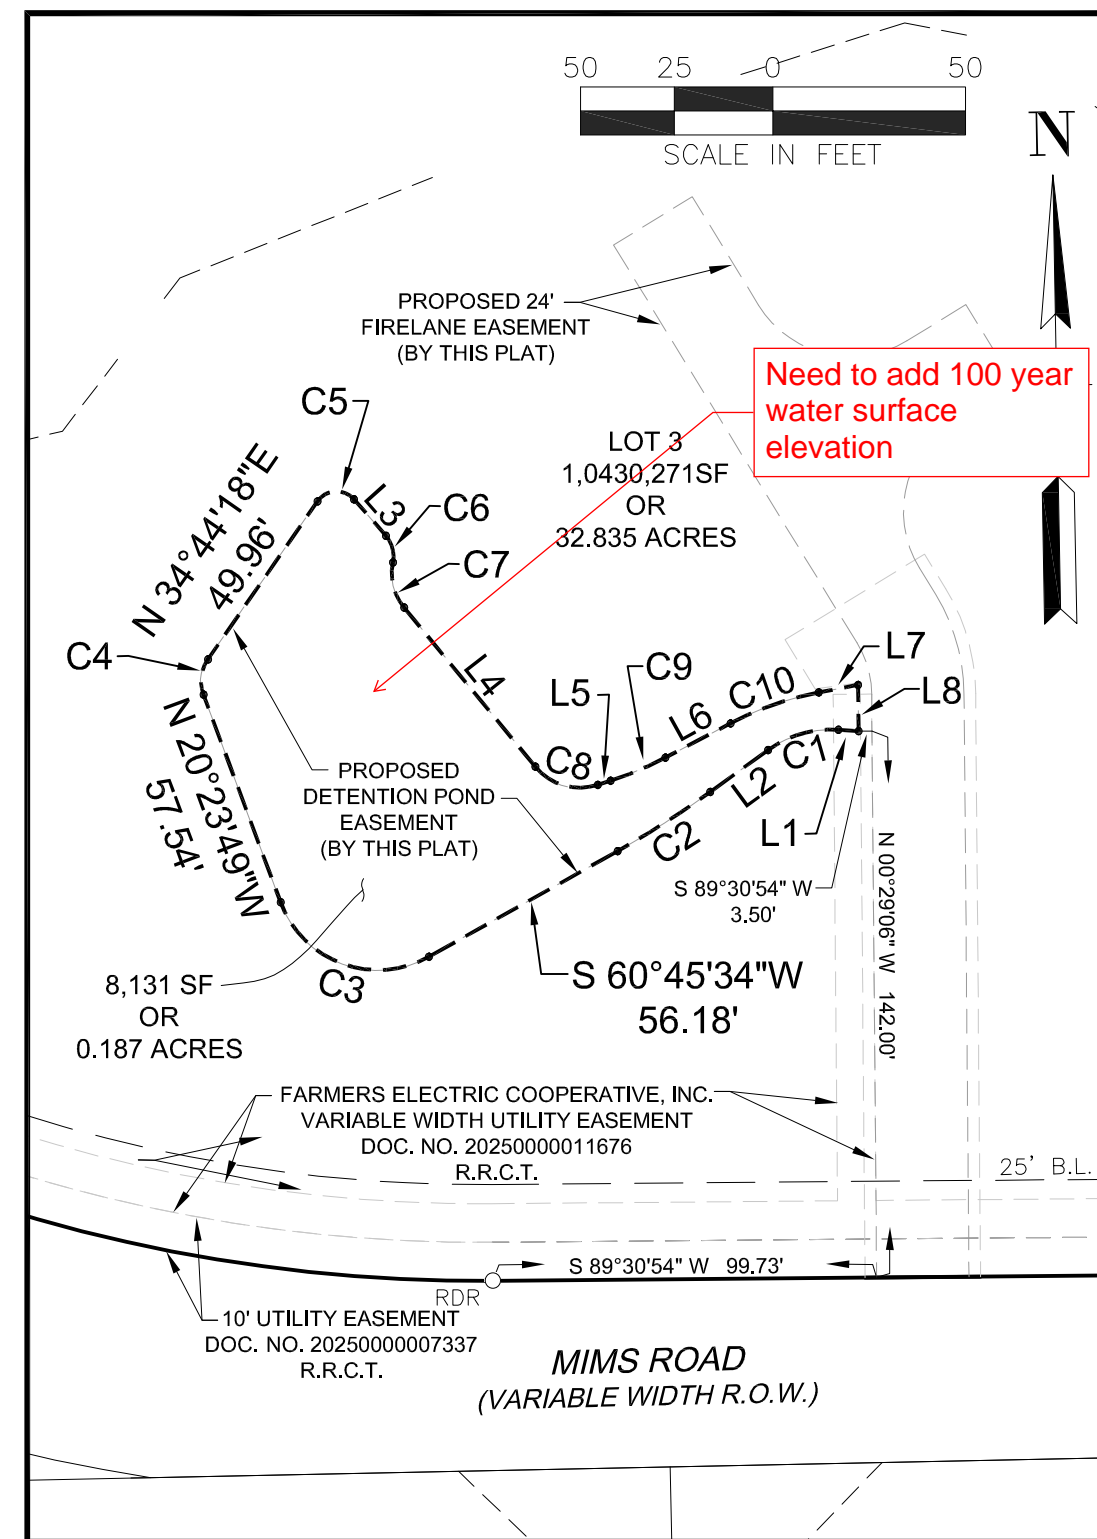 50 25 0 50
SCALE IN FEET
N
PROPOSED 24'
FIRELANE EASEMENT
(BY THIS PLAT)
Need to add 100 year
water surface
elevation
LOT 3
1,0430,271SF
OR
32.835 ACRES
C5
L3
C6
C7
N 34°44'18"E
49.96'
C4
L4
L5
C9
L6
C10
L7
L8
C8
C1
L2
C2
L1
N 20°23'49"W
57.54'
PROPOSED
DETENTION POND
EASEMENT
(BY THIS PLAT)
S 89°30'54" W
3.50'
N 00°29'06" W 142.00'
C3
S 60°45'34"W
56.18'
8,131 SF
OR
0.187 ACRES
FARMERS ELECTRIC COOPERATIVE, INC.
VARIABLE WIDTH UTILITY EASEMENT
DOC. NO. 20250000011676
R.R.C.T.
25' B.L.
S 89°30'54" W 99.73'
RDR
10' UTILITY EASEMENT
DOC. NO. 20250000007337
R.R.C.T.
MIMS ROAD
(VARIABLE WIDTH R.O.W.)